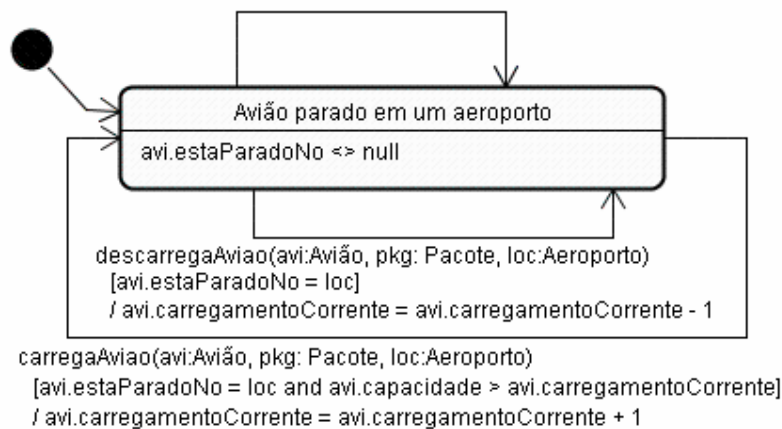 Avião parado em um aeroporto
avi.estaParadoNo <> null
descarregaAviao(avi:Avião, pkg: Pacote, loc:Aeroporto)
[avi.estaParadoNo = loc]
/ avi.carregamentoCorrente = avi.carregamentoCorrente - 1
carregaAviao(avi:Avião, pkg: Pacote, loc:Aeroporto)
[avi.estaParadoNo = loc and avi.capacidade > avi.carregamentoCorrente]
/ avi.carregamentoCorrente = avi.carregamentoCorrente + 1